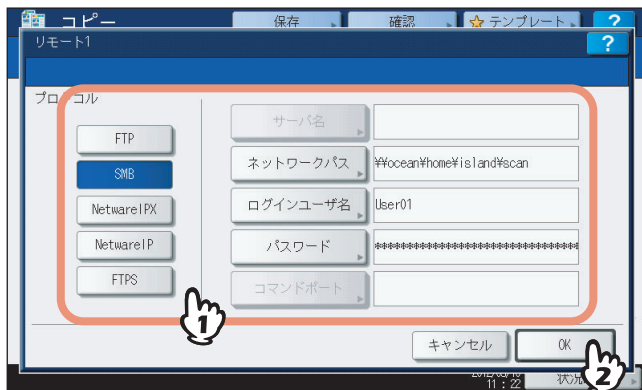 コピー 保存 確認 テンプレート ?
リモート1 ?
プロトコル
FTP
SMB
NetwareIPX
NetwareIP
FTPS
サーバ名
ネットワークパス ¥¥ocean¥home¥island¥scan
ログインユーザ名 User01
パスワード **********************************
コマンドポート
1
キャンセル OK
2
11 : 22 状況